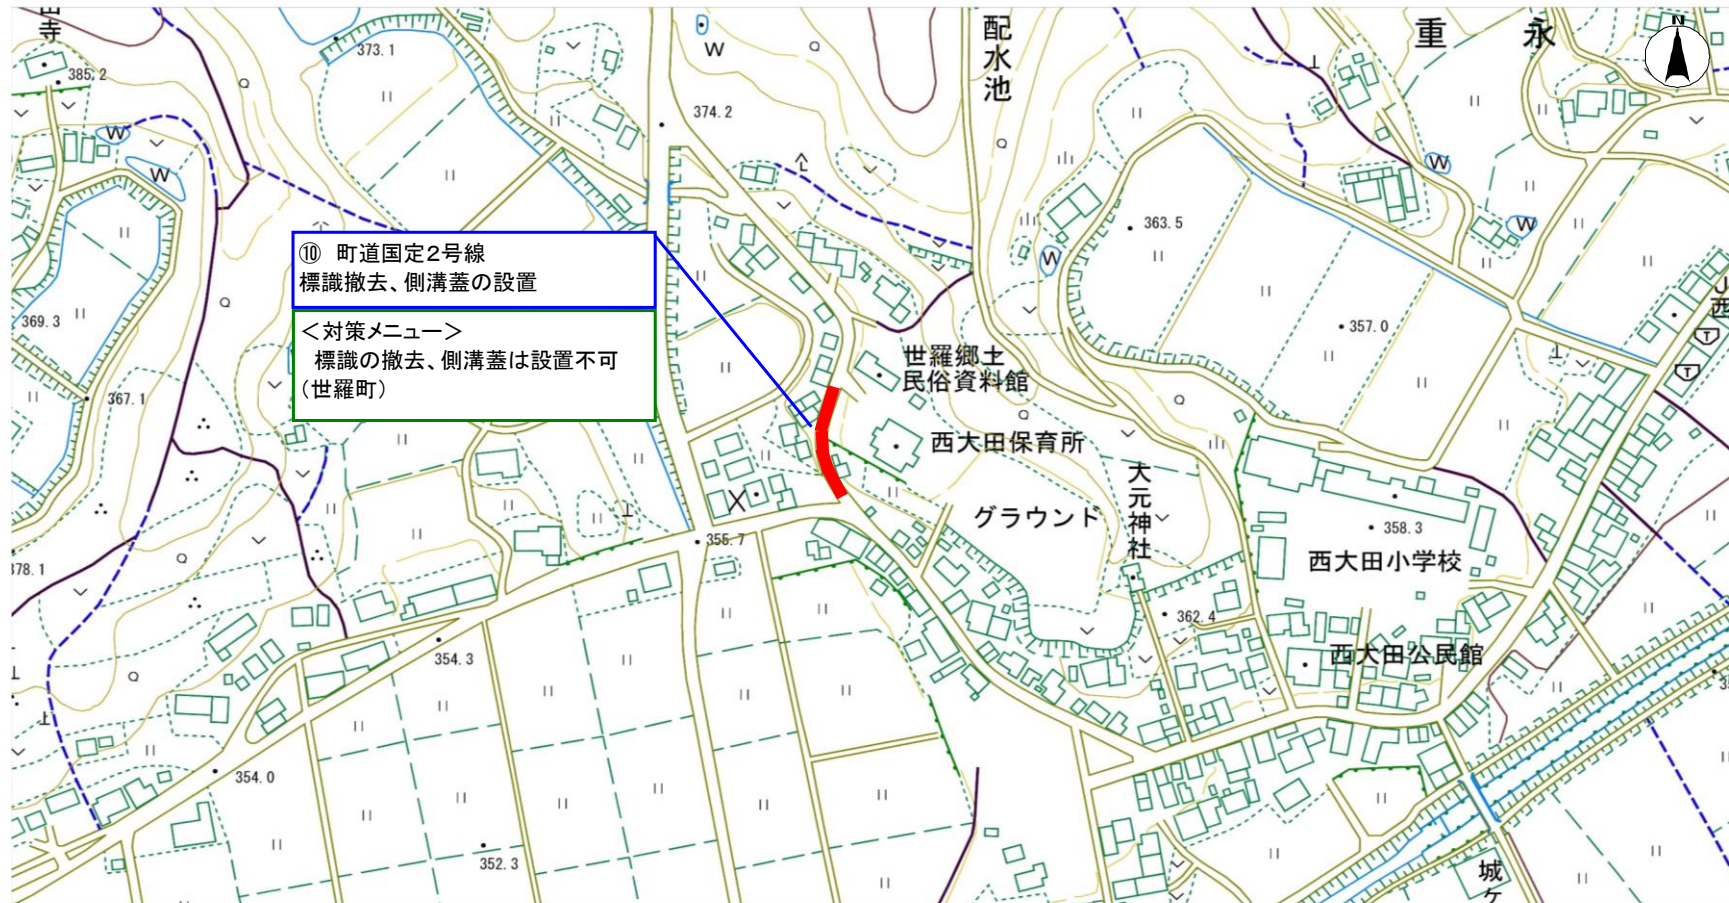 ⑩ 町道国定2号線
標識撤去、側溝蓋の設置
<対策メニュー>
標識の撤去、側溝蓋は設置不可
(世羅町)
配水池
重永
N
373.1
385.2
374.2
W
W
W
363.5
W
W
W
369.3
367.1
357.0
世羅郷土
民俗資料館
西大田保育所
グラウンド
大元神社
358.3
西大田小学校
355.7
378.1
362.4
西大田公民館
354.3
354.0
352.3
城ケ
T
T